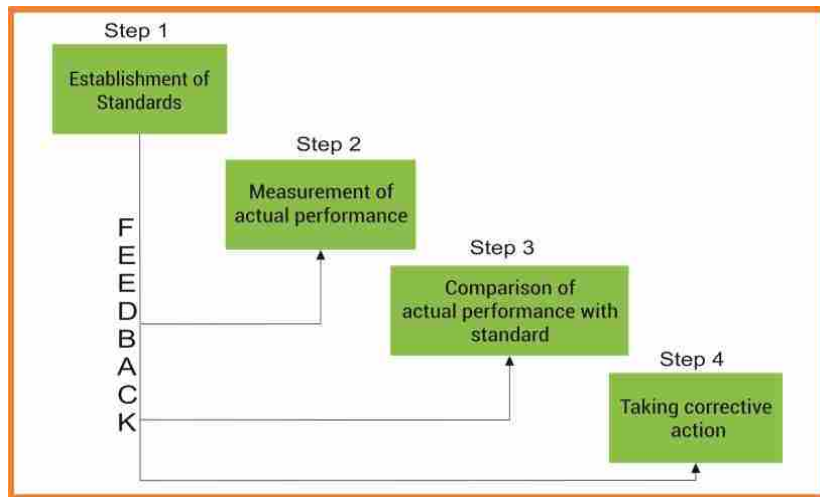 Step 1
Establishment of
Standards
Step 2
Measurement of
actual performance
FEEDBACK
Step 3
Comparison of
actual performance with
standard
Step 4
Taking corrective
action